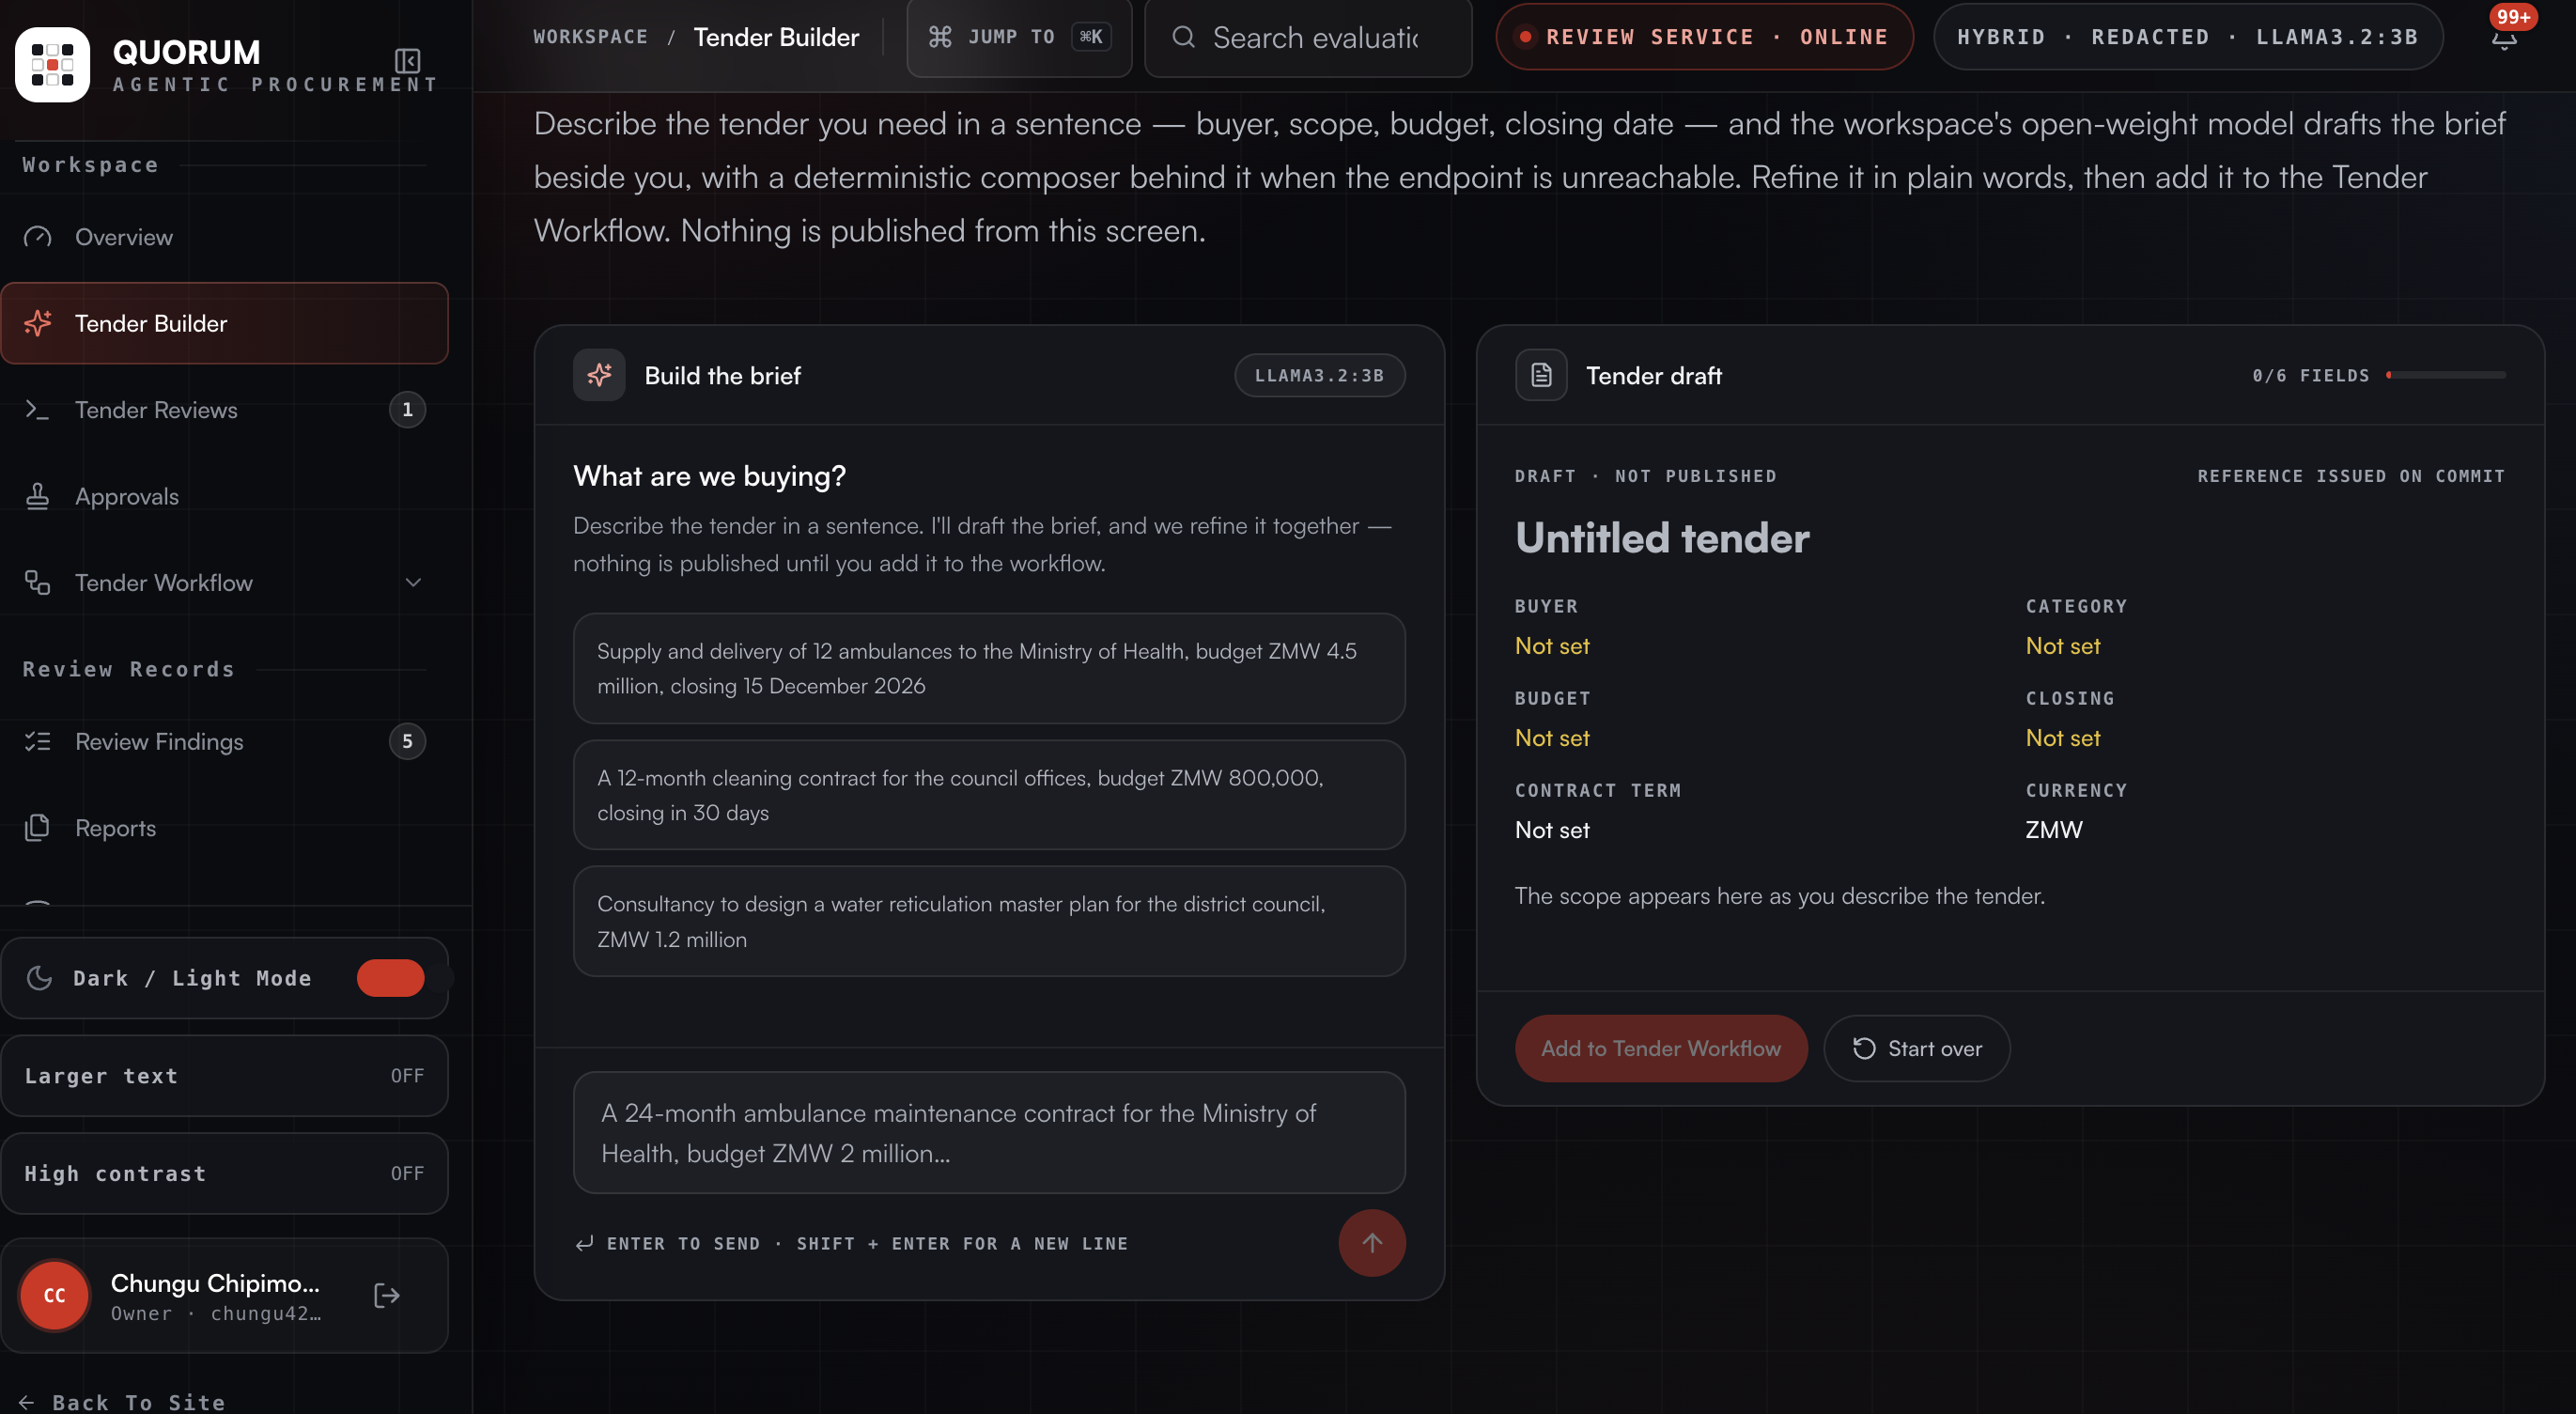 QUORUM
AGENTIC PROCUREMENT
Workspace
Overview
Tender Builder
Tender Reviews
1
Approvals
Tender Workflow
Review Records
Review Findings
5
Reports
Dark / Light Mode
Larger text
OFF
High contrast
OFF
CC
Chungu Chipimo...
Owner · chungu42…
← Back To Site
WORKSPACE / Tender Builder
⌘ JUMP TO ⌘K
Search evaluatic
REVIEW SERVICE · ONLINE
HYBRID · REDACTED · LLAMA3.2:3B
99+
Describe the tender you need in a sentence — buyer, scope, budget, closing date — and the workspace's open-weight model drafts the brief
beside you, with a deterministic composer behind it when the endpoint is unreachable. Refine it in plain words, then add it to the Tender
Workflow. Nothing is published from this screen.
Build the brief
LLAMA3.2:3B
What are we buying?
Describe the tender in a sentence. I'll draft the brief, and we refine it together —
nothing is published until you add it to the workflow.
Supply and delivery of 12 ambulances to the Ministry of Health, budget ZMW 4.5
million, closing 15 December 2026
A 12-month cleaning contract for the council offices, budget ZMW 800,000,
closing in 30 days
Consultancy to design a water reticulation master plan for the district council,
ZMW 1.2 million
A 24-month ambulance maintenance contract for the Ministry of
Health, budget ZMW 2 million...
ENTER TO SEND · SHIFT + ENTER FOR A NEW LINE
Tender draft
0/6 FIELDS
DRAFT · NOT PUBLISHED
REFERENCE ISSUED ON COMMIT
Untitled tender
BUYER
Not set
CATEGORY
Not set
BUDGET
Not set
CLOSING
Not set
CONTRACT TERM
Not set
CURRENCY
ZMW
The scope appears here as you describe the tender.
Add to Tender Workflow
Start over